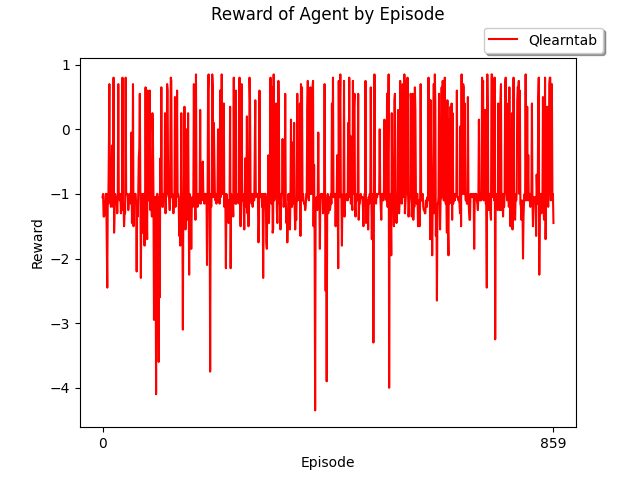 Reward of Agent by Episode
Qlearntab
1
0
−1
−2
−3
−4
Reward
0
859
Episode